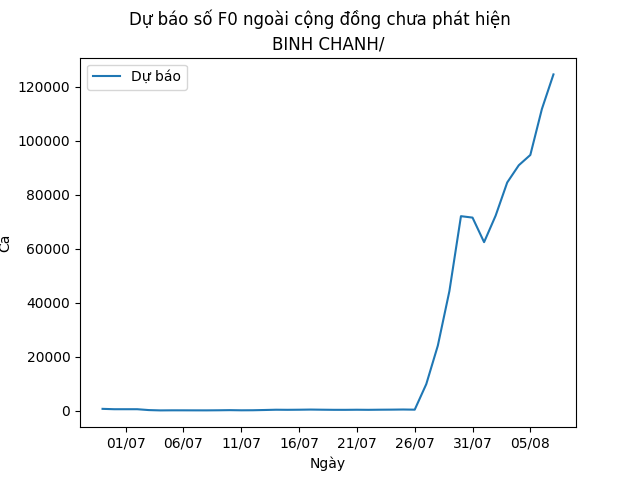 Dự báo số F0 ngoài cộng đồng chưa phát hiện
BINH CHANH/
Dự báo
120000
100000
80000
60000
40000
20000
0
Ca
01/07 06/07 11/07 16/07 21/07 26/07 31/07 05/08
Ngày